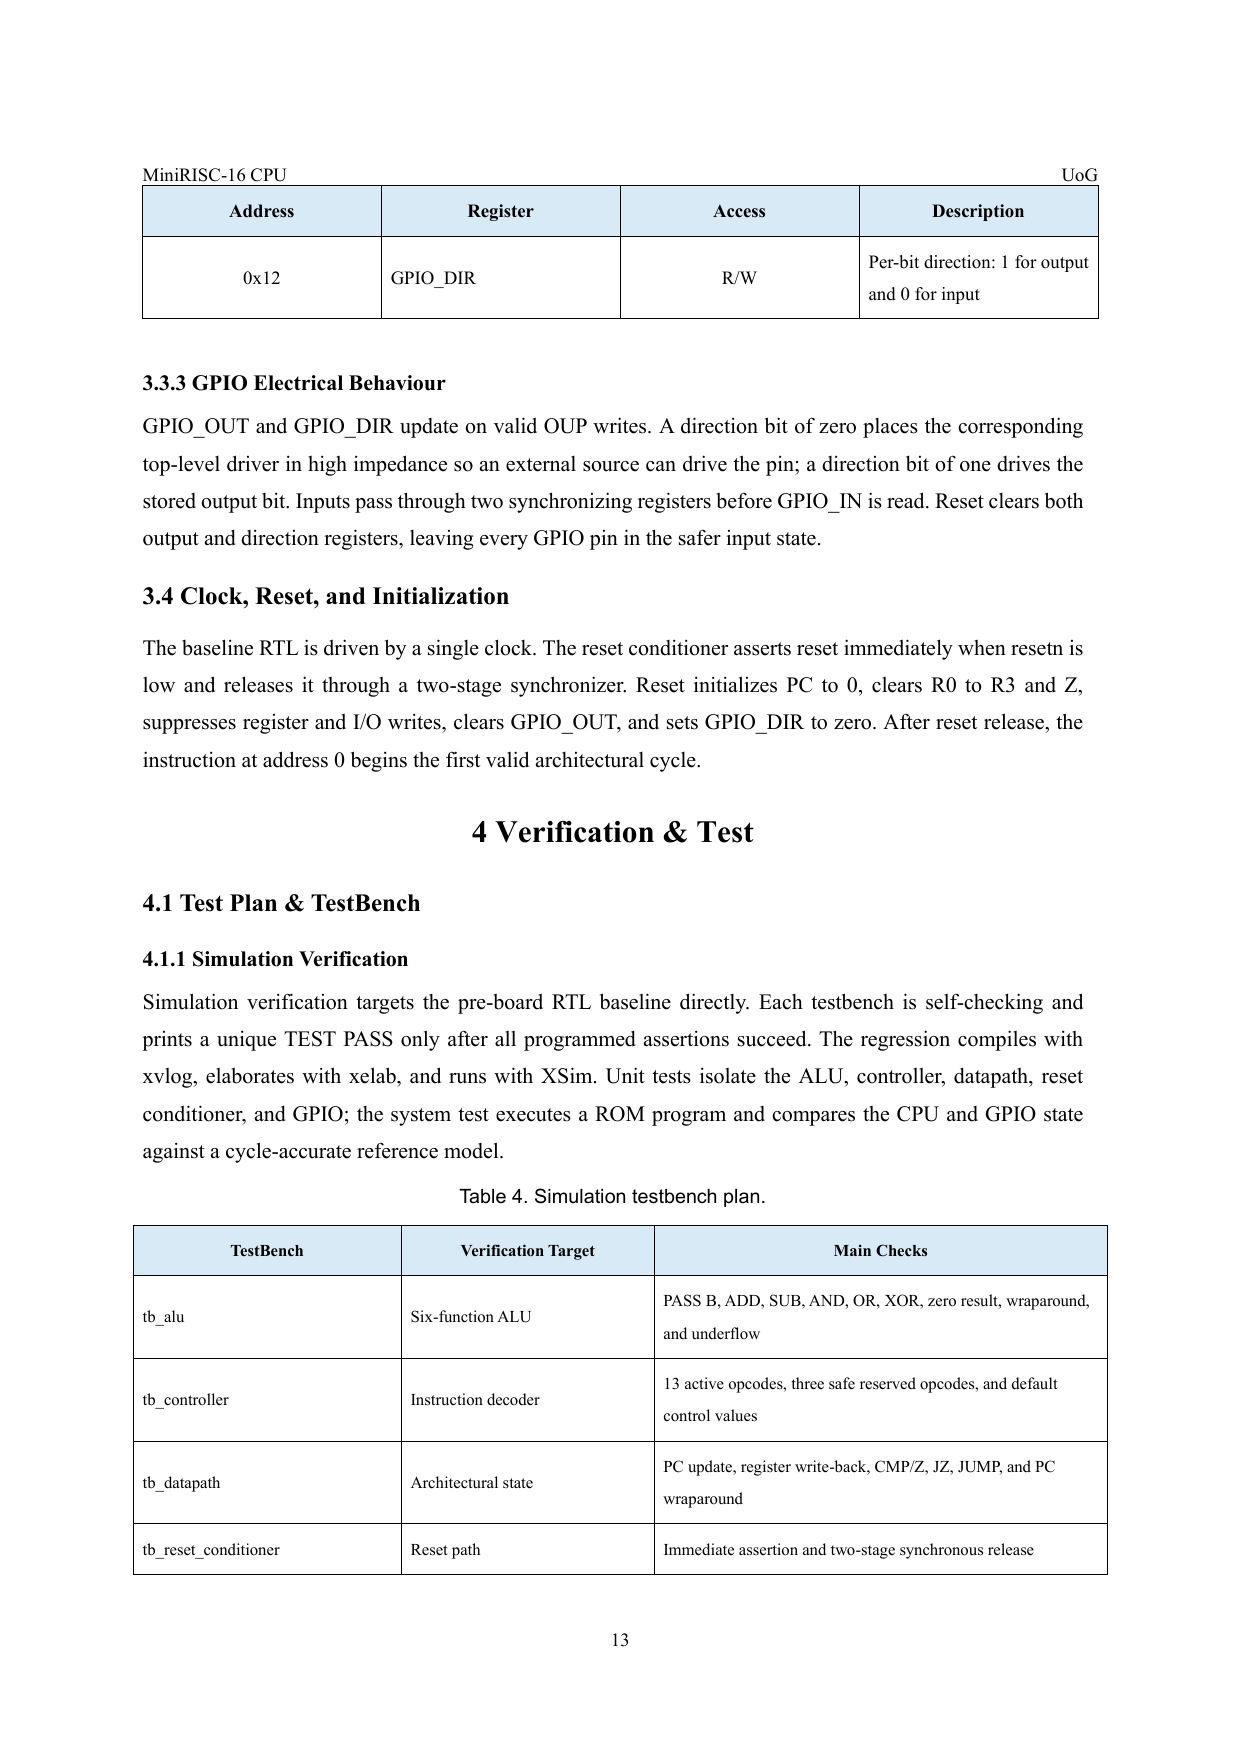 MiniRISC-16 CPU UoG
Address Register Access Description
0x12 GPIO_DIR R/W Per-bit direction: 1 for output
and 0 for input
3.3.3 GPIO Electrical Behaviour
GPIO_OUT and GPIO_DIR update on valid OUP writes. A direction bit of zero places the corresponding
top-level driver in high impedance so an external source can drive the pin; a direction bit of one drives the
stored output bit. Inputs pass through two synchronizing registers before GPIO_IN is read. Reset clears both
output and direction registers, leaving every GPIO pin in the safer input state.
3.4 Clock, Reset, and Initialization
The baseline RTL is driven by a single clock. The reset conditioner asserts reset immediately when resetn is
low and releases it through a two-stage synchronizer. Reset initializes PC to 0, clears R0 to R3 and Z,
suppresses register and I/O writes, clears GPIO_OUT, and sets GPIO_DIR to zero. After reset release, the
instruction at address 0 begins the first valid architectural cycle.
4 Verification & Test
4.1 Test Plan & TestBench
4.1.1 Simulation Verification
Simulation verification targets the pre-board RTL baseline directly. Each testbench is self-checking and
prints a unique TEST PASS only after all programmed assertions succeed. The regression compiles with
xvlog, elaborates with xelab, and runs with XSim. Unit tests isolate the ALU, controller, datapath, reset
conditioner, and GPIO; the system test executes a ROM program and compares the CPU and GPIO state
against a cycle-accurate reference model.
Table 4. Simulation testbench plan.
TestBench Verification Target Main Checks
tb_alu Six-function ALU PASS B, ADD, SUB, AND, OR, XOR, zero result, wraparound,
and underflow
tb_controller Instruction decoder 13 active opcodes, three safe reserved opcodes, and default
control values
tb_datapath Architectural state PC update, register write-back, CMP/Z, JZ, JUMP, and PC
wraparound
tb_reset_conditioner Reset path Immediate assertion and two-stage synchronous release
13